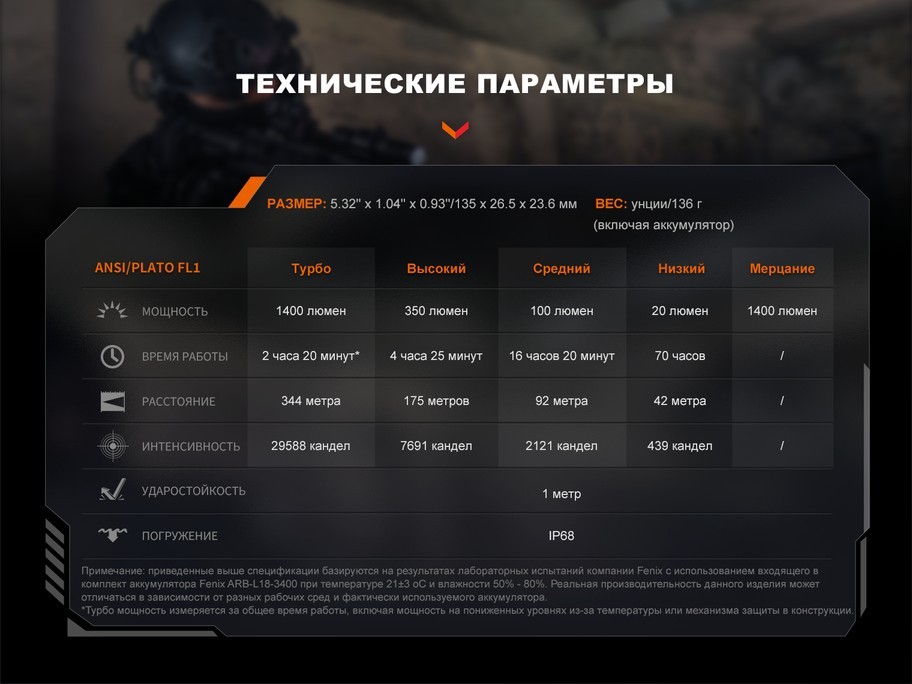 ТЕХНИЧЕСКИЕ ПАРАМЕТРЫ
РАЗМЕР: 5.32" x 1.04" x 0.93"/135 x 26.5 x 23.6 мм ВЕС: унции/136 г
(включая аккумулятор)
ANSI/PLATO FL1 Турбо Высокий Средний Низкий Мерцание
МОЩНОСТЬ 1400 люмен 350 люмен 100 люмен 20 люмен 1400 люмен
ВРЕМЯ РАБОТЫ 2 часа 20 минут* 4 часа 25 минут 16 часов 20 минут 70 часов /
РАССТОЯНИЕ 344 метра 175 метров 92 метра 42 метра /
ИНТЕНСИВНОСТЬ 29588 кандел 7691 кандел 2121 кандел 439 кандел /
УДАРОСТОЙКОСТЬ 1 метр
ПОГРУЖЕНИЕ IP68
Примечание: приведенные выше спецификации базируются на результатах лабораторных испытаний компании Fenix с использованием входящего в
комплект аккумулятора Fenix ARB-L18-3400 при температуре 21±3 oC и влажности 50% - 80%. Реальная производительность данного изделия может
отличаться в зависимости от разных рабочих сред и фактически используемого аккумулятора.
*Турбо мощность измеряется за общее время работы, включая мощность на пониженных уровнях из-за температуры или механизма защиты в конструкции.